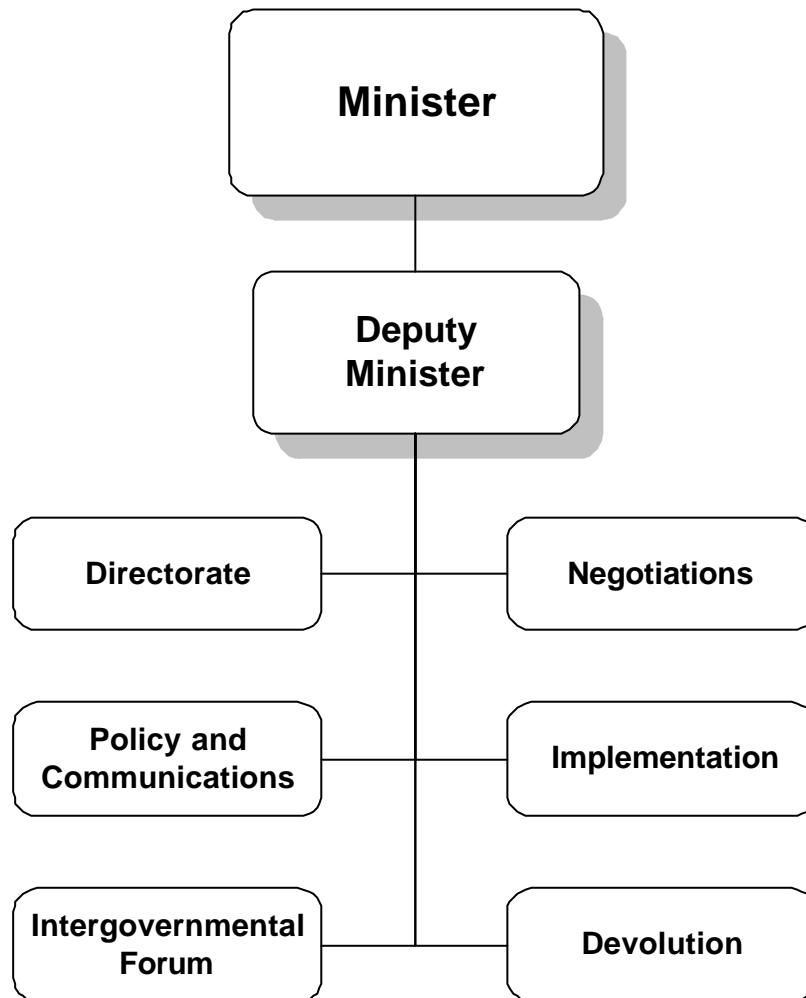 Minister
Deputy
Minister
Directorate
Negotiations
Policy and
Communications
Implementation
Intergovernmental
Forum
Devolution